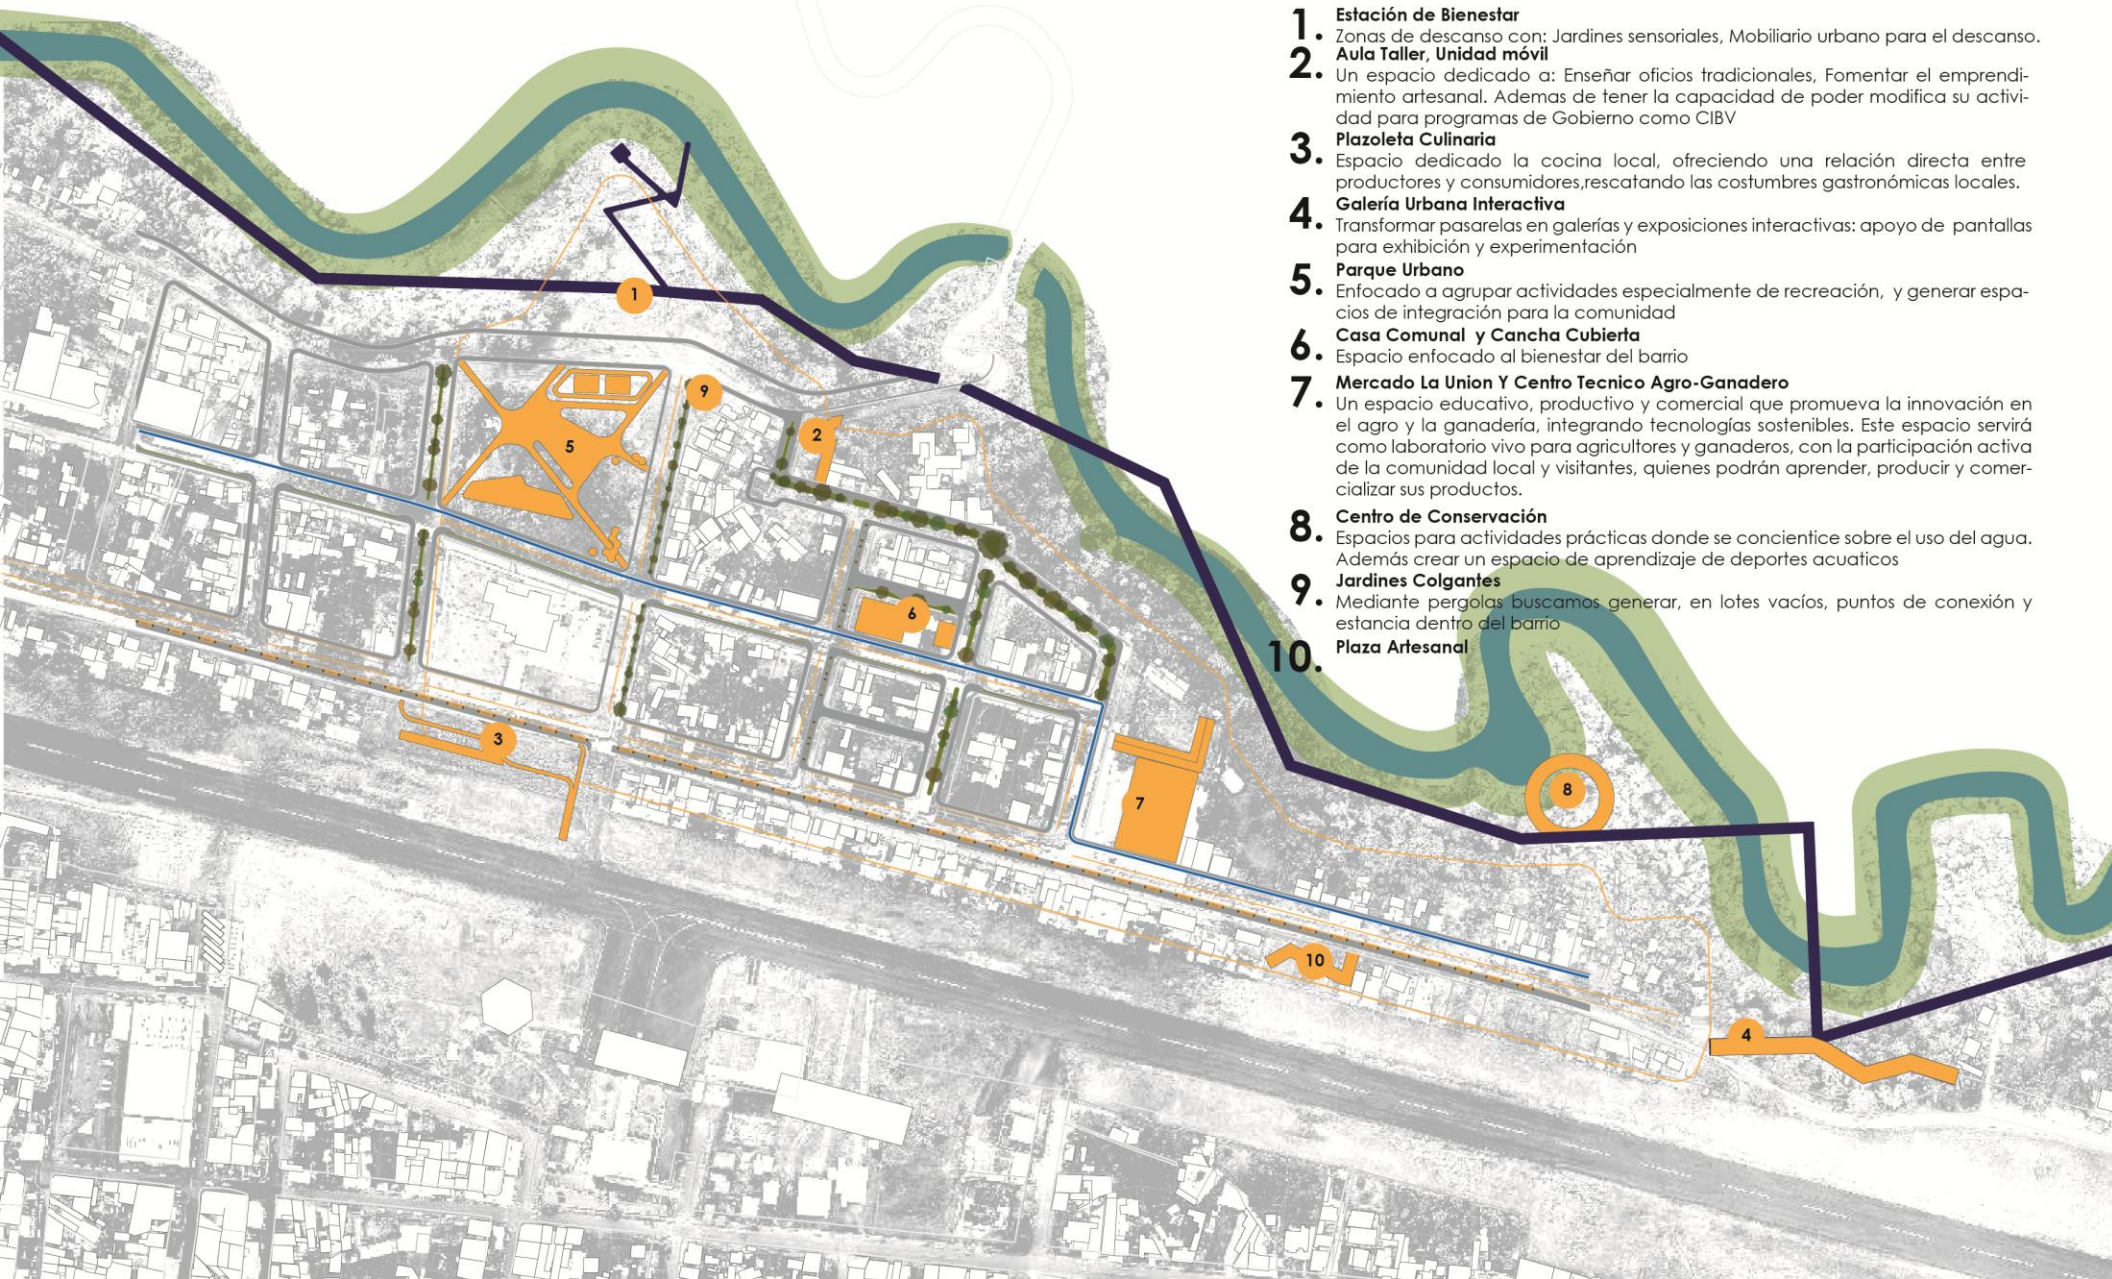 1. Estación de Bienestar
Zonas de descanso con: Jardines sensoriales, Mobiliario urbano para el descanso.
2. Aula Taller, Unidad móvil
Un espacio dedicado a: Enseñar oficios tradicionales, Fomentar el emprendi-
miento artesanal. Ademas de tener la capacidad de poder modifica su activi-
dad para programas de Gobierno como CIBV
3. Plazoleta Culinaria
Espacio dedicado la cocina local, ofreciendo una relación directa entre
productores y consumidores,rescatando las costumbres gastronómicas locales.
4. Galería Urbana Interactiva
Transformar pasarelas en galerías y exposiciones interactivas: apoyo de pantallas
para exhibición y experimentación
5. Parque Urbano
Enfocado a agrupar actividades especialmente de recreación, y generar espa-
cios de integración para la comunidad
6. Casa Comunal y Cancha Cubierta
Espacio enfocado al bienestar del barrio
7. Mercado La Union Y Centro Tecnico Agro-Ganadero
Un espacio educativo, productivo y comercial que promueva la innovación en
el agro y la ganadería, integrando tecnologías sostenibles. Este espacio servirá
como laboratorio vivo para agricultores y ganaderos, con la participación activa
de la comunidad local y visitantes, quienes podrán aprender, producir y comer-
cializar sus productos.
8. Centro de Conservación
Espacios para actividades prácticas donde se concientice sobre el uso del agua.
Además crear un espacio de aprendizaje de deportes acuaticos
9. Jardines Colgantes
Mediante pergolas buscamos generar, en lotes vacíos, puntos de conexión y
estancia dentro del barrio
10. Plaza Artesanal
1
9
2
5
6
3
7
8
10
4